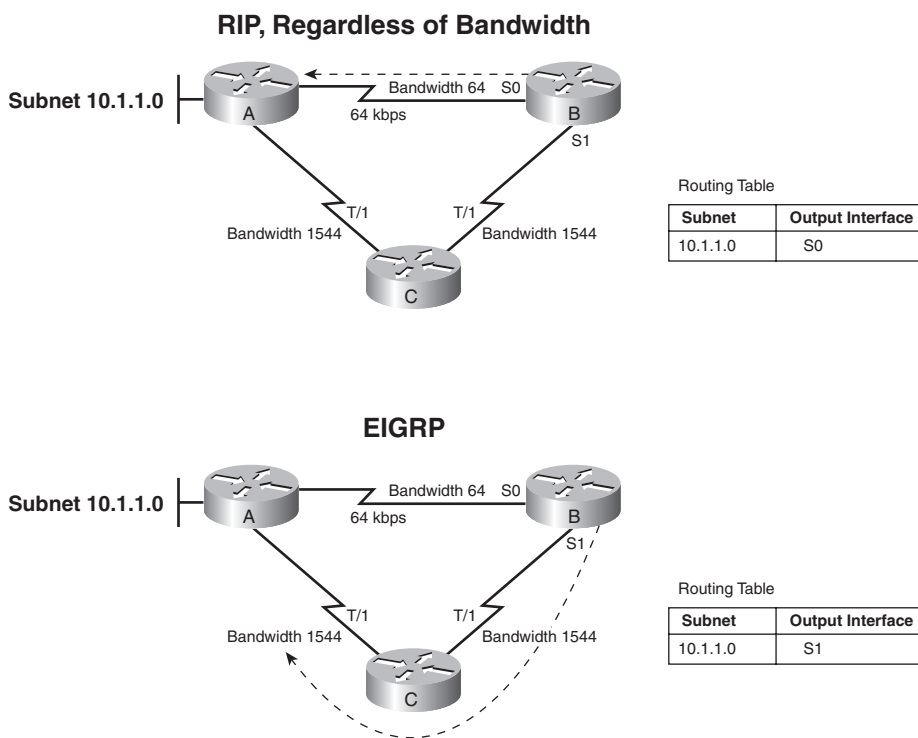 RIP, Regardless of Bandwidth
Subnet 10.1.1.0
A
Bandwidth 64 S0
64 kbps
B
S1
T/1
T/1
Bandwidth 1544
Bandwidth 1544
C
Routing Table
Subnet Output Interface
10.1.1.0 S0
EIGRP
Subnet 10.1.1.0
A
Bandwidth 64 S0
64 kbps
B
S1
T/1
T/1
Bandwidth 1544
Bandwidth 1544
C
Routing Table
Subnet Output Interface
10.1.1.0 S1